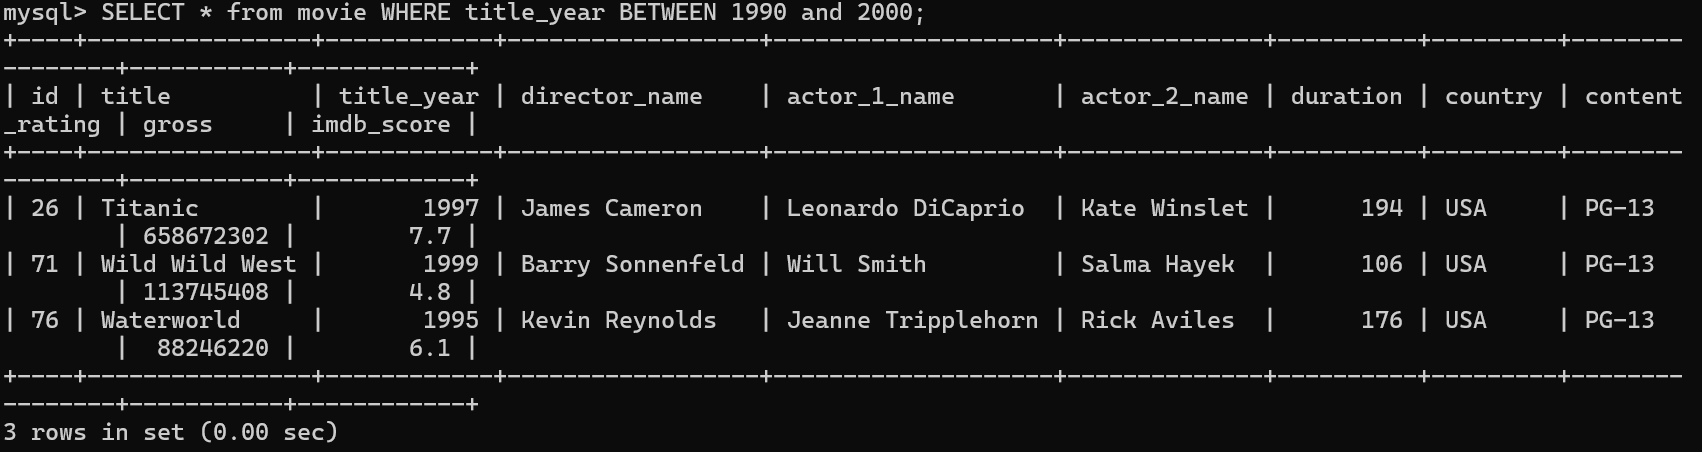 mysql> SELECT * from movie WHERE title_year BETWEEN 1990 and 2000;
+----+----------------+------------+------------------+--------------------+--------------+----------+---------+--------
--------+-----------+------------+
| id | title          | title_year | director_name    | actor_1_name       | actor_2_name | duration | country | content
_rating | gross     | imdb_score |
+----+----------------+------------+------------------+--------------------+--------------+----------+---------+--------
--------+-----------+------------+
| 26 | Titanic        |       1997 | James Cameron    | Leonardo DiCaprio  | Kate Winslet |      194 | USA     | PG-13
        | 658672302 |        7.7 |
| 71 | Wild Wild West |       1999 | Barry Sonnenfeld | Will Smith         | Salma Hayek  |      106 | USA     | PG-13
        | 113745408 |        4.8 |
| 76 | Waterworld     |       1995 | Kevin Reynolds   | Jeanne Tripplehorn | Rick Aviles  |      176 | USA     | PG-13
        |  88246220 |        6.1 |
+----+----------------+------------+------------------+--------------------+--------------+----------+---------+--------
--------+-----------+------------+
3 rows in set (0.00 sec)